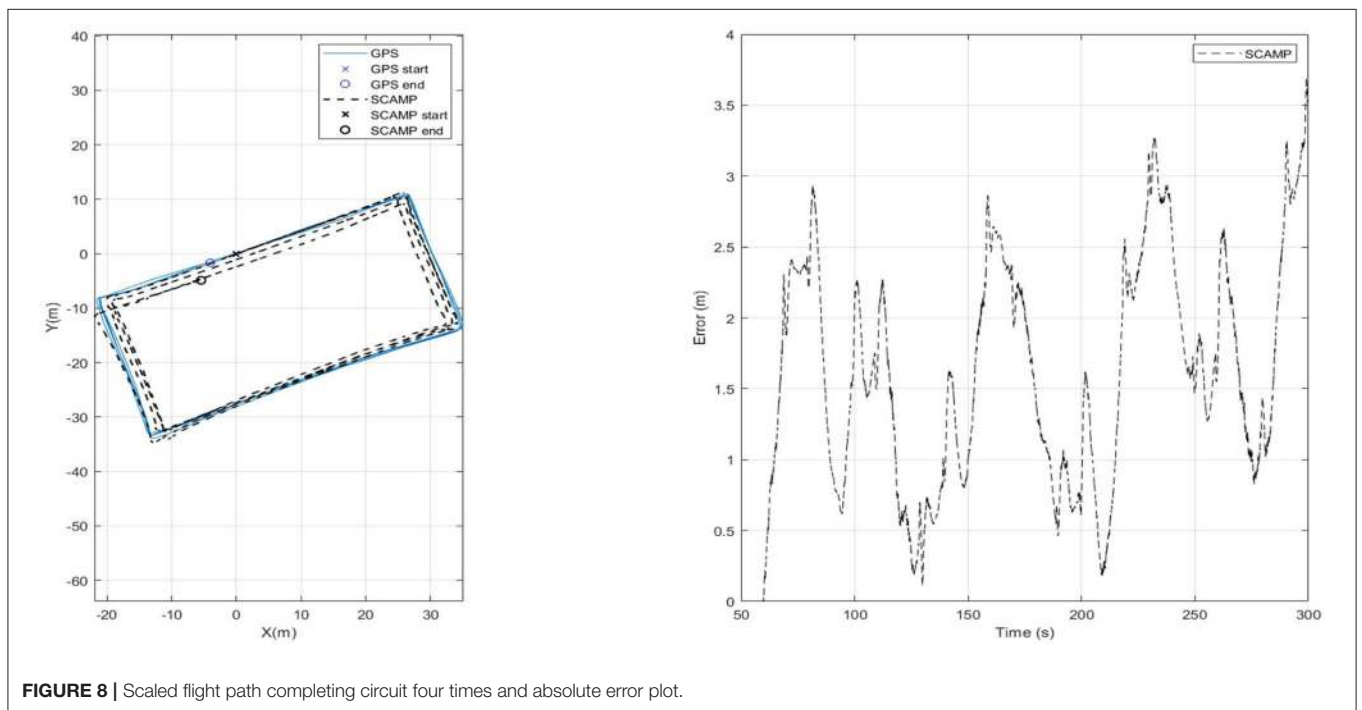 40
30
20
10
0
-10
-20
-30
-40
-50
-60
Y(m)
-20 -10 0 10 20 30
X(m)
GPS
GPS start
GPS end
SCAMP
SCAMP start
SCAMP end
4
3.5
3
2.5
2
1.5
1
0.5
0
Error (m)
50 100 150 200 250 300
Time (s)
SCAMP
FIGURE 8 | Scaled flight path completing circuit four times and absolute error plot.